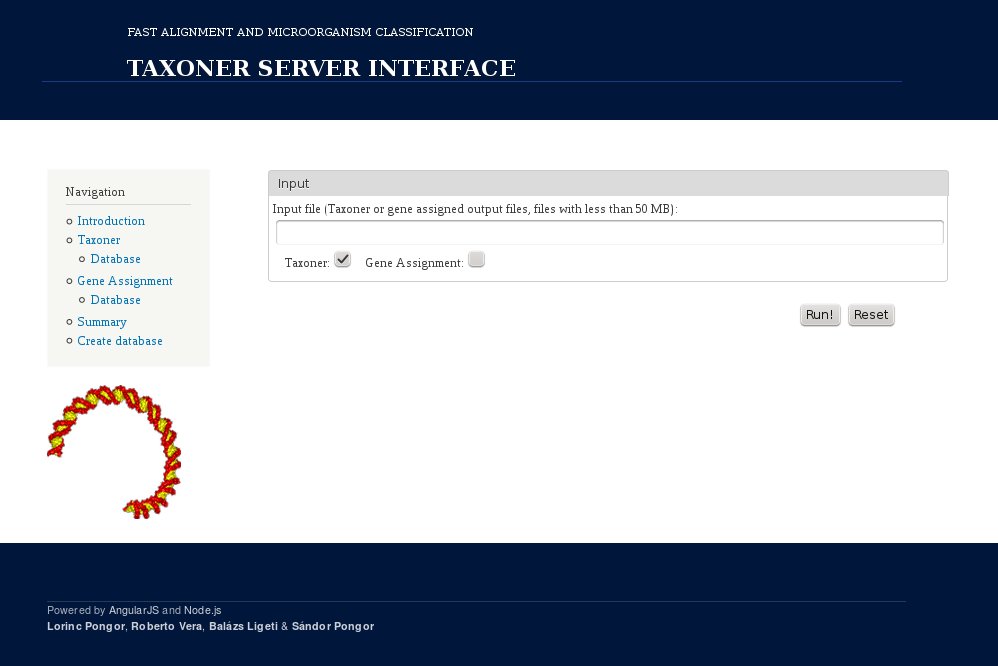 FAST ALIGNMENT AND MICROORGANISM CLASSIFICATION
TAXONER SERVER INTERFACE
Navigation
Introduction
Taxoner
Database
Gene Assignment
Database
Summary
Create database
Input
Input file (Taxoner or gene assigned output files, files with less than 50 MB):
Taxoner: Gene Assignment:
Run! Reset
Powered by AngularJS and Node.js
Lorinc Pongor, Roberto Vera, Balázs Ligeti & Sándor Pongor